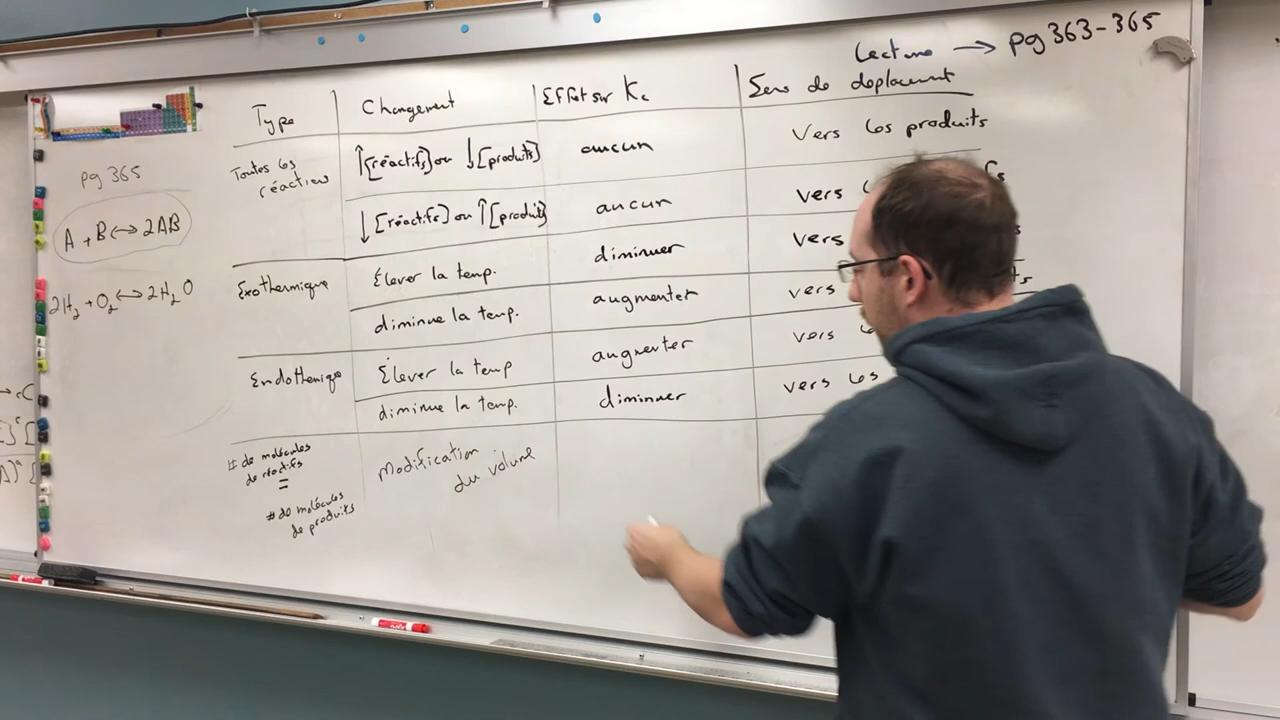 Lecture → pg 363-365
Type
Changement
Effet sur Kc
Sens de deplacment
Toutes les
réactions
↑[réactifs] ou ↓[produits]
aucun
Vers les produits
↓[réactifs] ou ↑[produits]
aucun
vers
Exothermique
Élever la temp.
diminuer
vers
diminue la temp.
augmenter
vers
Endothermique
Élever la temp
augmenter
vers
diminue la temp.
diminuer
vers les
# de molécules
de réactifs
=
# de molécules
de produits
Modification
du volume
pg 365
A + B ↔ 2AB
2H₂ + O₂ ↔ 2H₂O